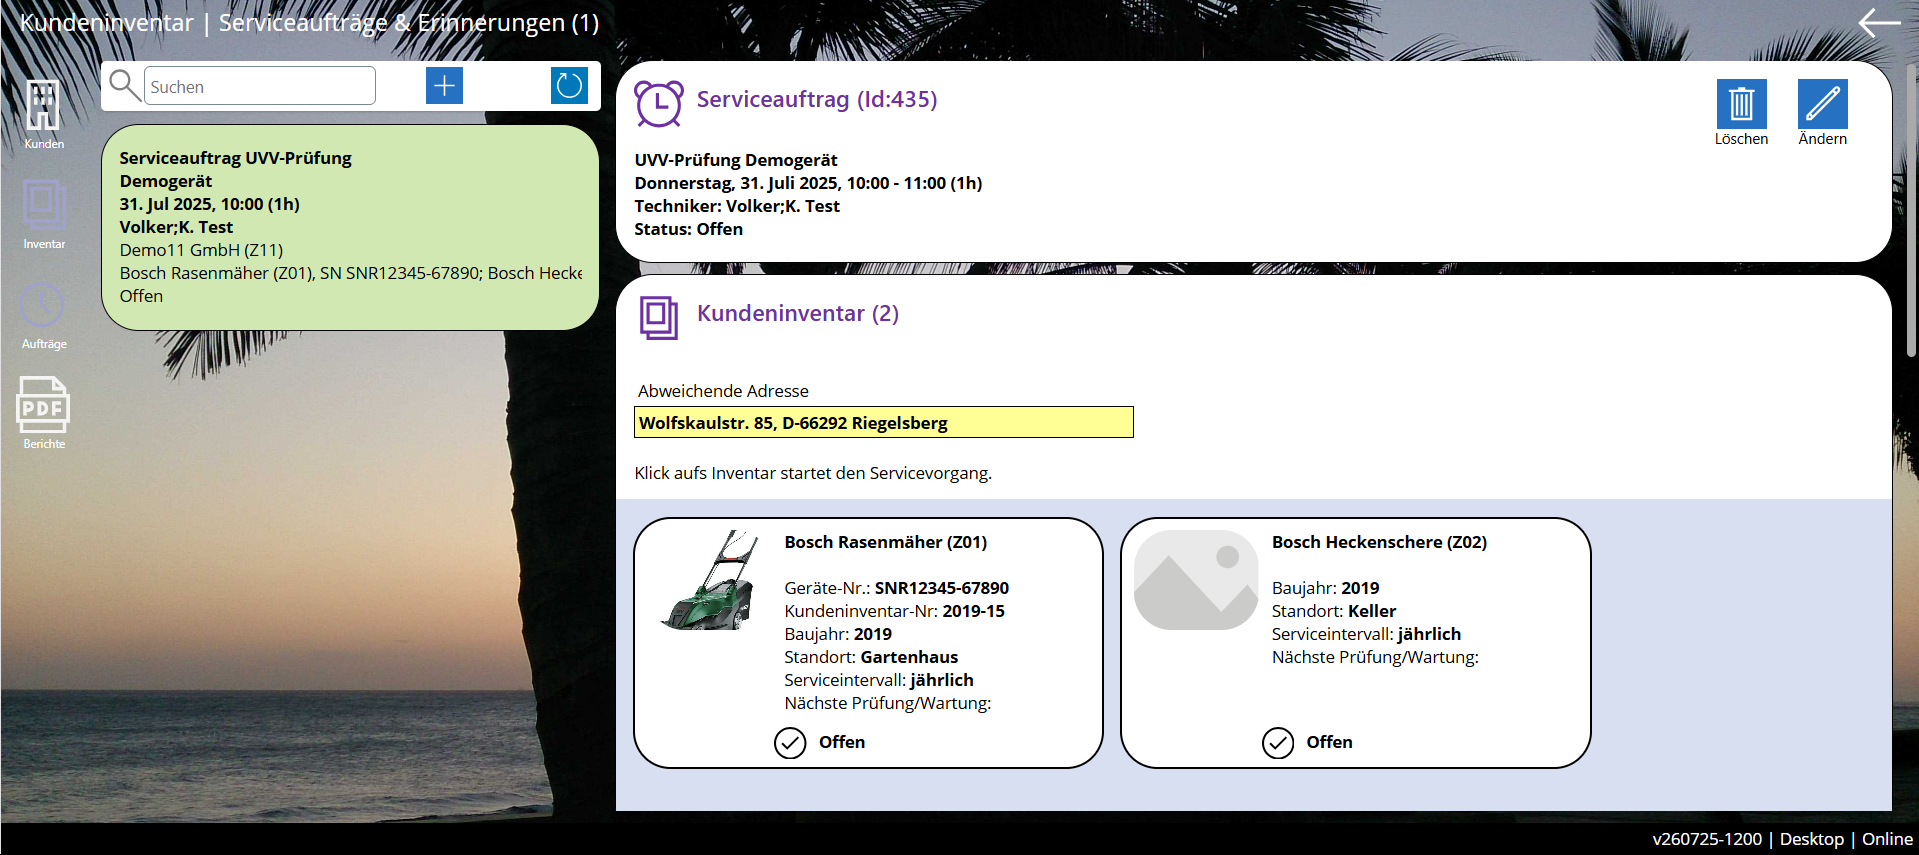 Kundeninventar | Serviceaufträge & Erinnerungen (1)
Kunden
Inventar
Aufträge
PDF
Berichte
Suchen
Serviceauftrag UVV-Prüfung
Demogerät
31. Jul 2025, 10:00 (1h)
Volker;K. Test
Demo11 GmbH (Z11)
Bosch Rasenmäher (Z01), SN SNR12345-67890; Bosch Hecke
Offen
Serviceauftrag (Id:435)
Löschen
Ändern
UVV-Prüfung Demogerät
Donnerstag, 31. Juli 2025, 10:00 - 11:00 (1h)
Techniker: Volker;K. Test
Status: Offen
Kundeninventar (2)
Abweichende Adresse
Wolfskaulstr. 85, D-66292 Riegelsberg
Klick aufs Inventar startet den Servicevorgang.
Bosch Rasenmäher (Z01)
Geräte-Nr.: SNR12345-67890
Kundeninventar-Nr: 2019-15
Baujahr: 2019
Standort: Gartenhaus
Serviceintervall: jährlich
Nächste Prüfung/Wartung:
Offen
Bosch Heckenschere (Z02)
Baujahr: 2019
Standort: Keller
Serviceintervall: jährlich
Nächste Prüfung/Wartung:
Offen
v260725-1200 | Desktop | Online